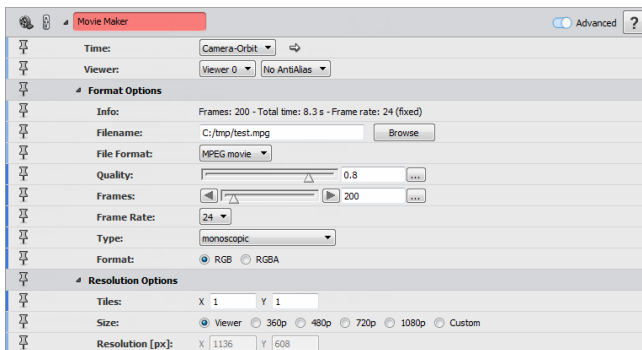 Movie Maker Advanced ?
Time: Camera-Orbit
Viewer: Viewer 0 No AntiAlias
Format Options
Info: Frames: 200 - Total time: 8.3 s - Frame rate: 24 (fixed)
Filename: C:/tmp/test.mpg Browse
File Format: MPEG movie
Quality: 0.8 ...
Frames: 200 ...
Frame Rate: 24
Type: monoscopic
Format: RGB RGBA
Resolution Options
Tiles: X 1 Y 1
Size: Viewer 360p 480p 720p 1080p Custom
Resolution [px]: X 1136 Y 608